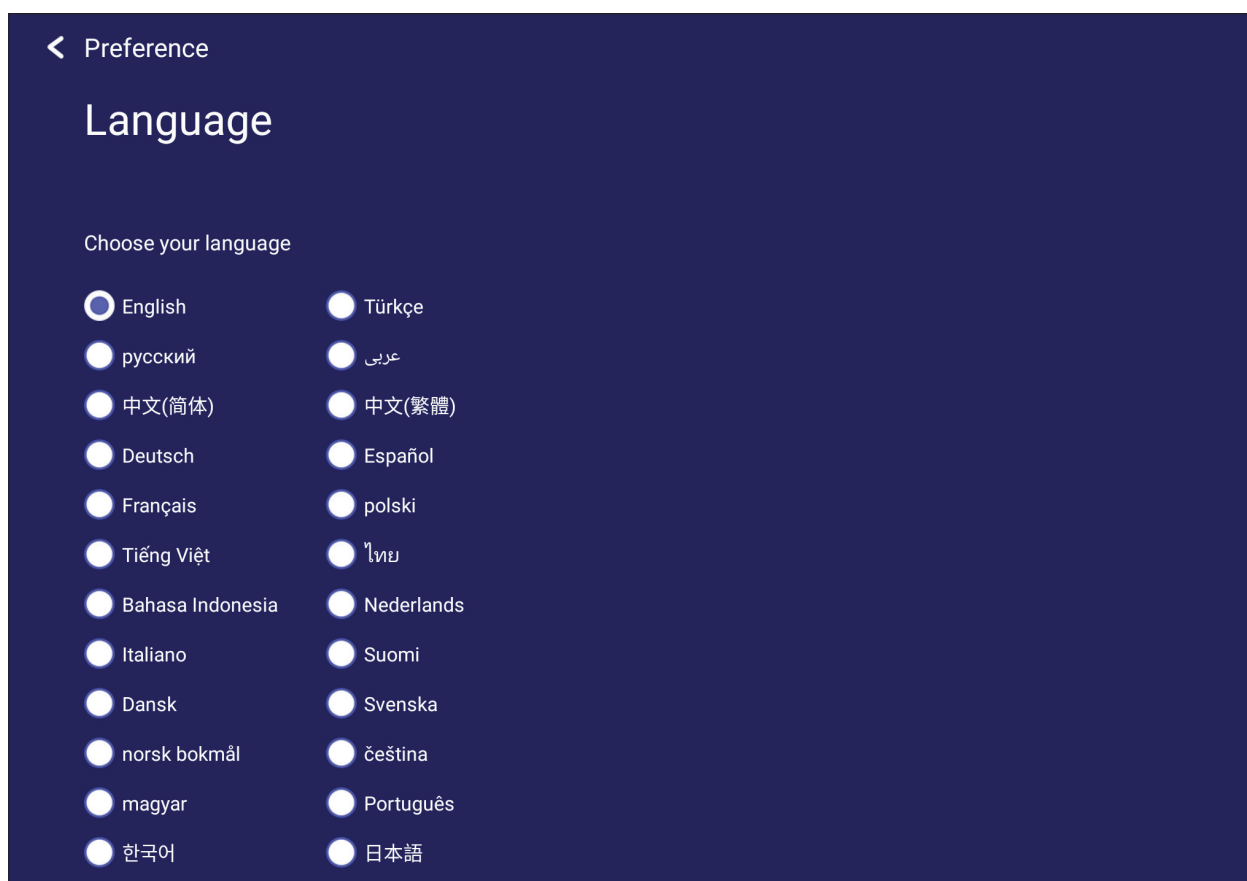 Preference
Language
Choose your language
English Türkçe
русский عربى
中文(简体) 中文(繁體)
Deutsch Español
Français polski
Tiếng Việt ไทย
Bahasa Indonesia Nederlands
Italiano Suomi
Dansk Svenska
norsk bokmål čeština
magyar Português
한국어 日本語